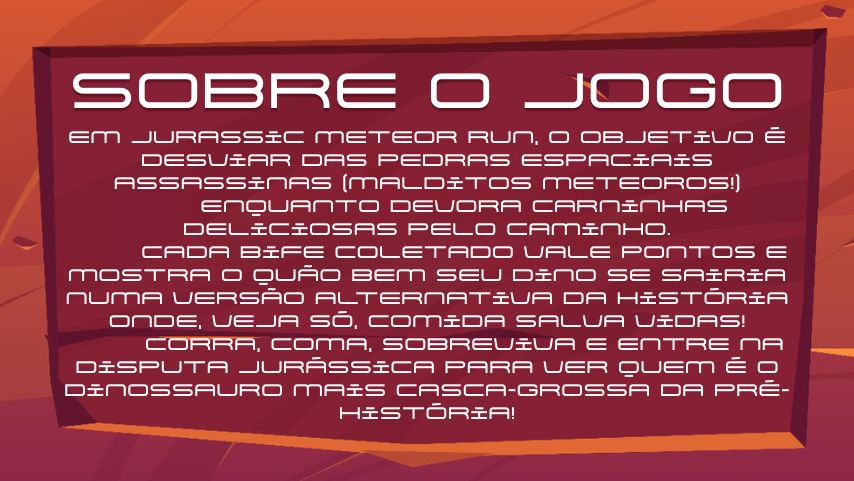 SOBRE O JOGO
EM JURASSIC METEOR RUN, O OBJETIVO É
DESVIAR DAS PEDRAS ESPACIAIS
ASSASSINAS (MALDITOS METEOROS!)
ENQUANTO DEVORA CARNINHAS
DELICIOSAS PELO CAMINHO.
CADA BIFE COLETADO VALE PONTOS E
MOSTRA O QUÃO BEM SEU DINO SE SAIRIA
NUMA VERSÃO ALTERNATIVA DA HISTÓRIA
ONDE, VEJA SÓ, COMIDA SALVA VIDAS!
CORRA, COMA, SOBREVIVA E ENTRE NA
DISPUTA JURÁSSICA PARA VER QUEM É O
DINOSSAURO MAIS CASCA-GROSSA DA PRÉ-
HISTÓRIA!